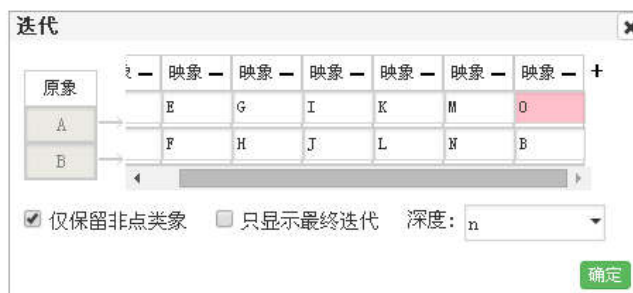 迭代
原象 象 映象 映象 映象 映象 映象 映象 +
A E G I K M O
B F H J L N B
仅保留非点类象 只显示最终迭代 深度: n
确定